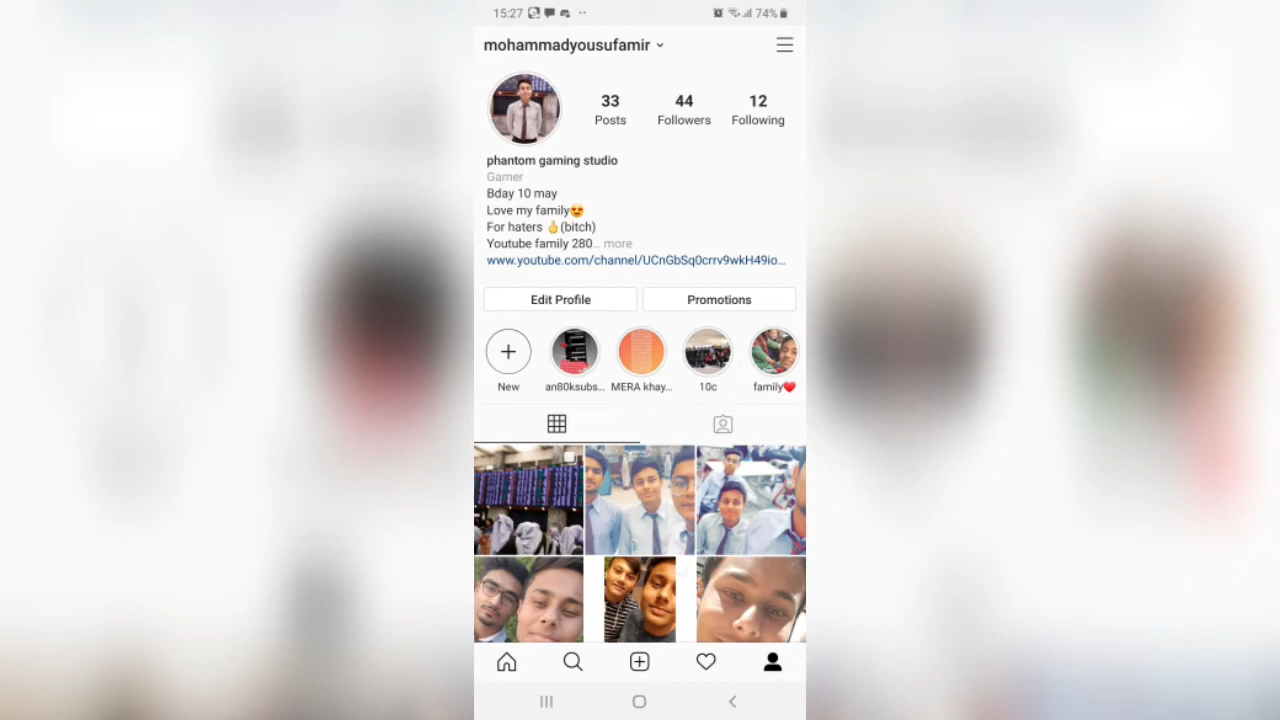 15:27
74%
mohammadyousufamir
33 44 12
Posts Followers Following
phantom gaming studio
Gamer
Bday 10 may
Love my family😍
For haters 🖕(bitch)
Youtube family 280... more
www.youtube.com/channel/UCnGbSq0crrv9wkH49io...
Edit Profile Promotions
New an80ksubs... MERA khay... 10c family❤️